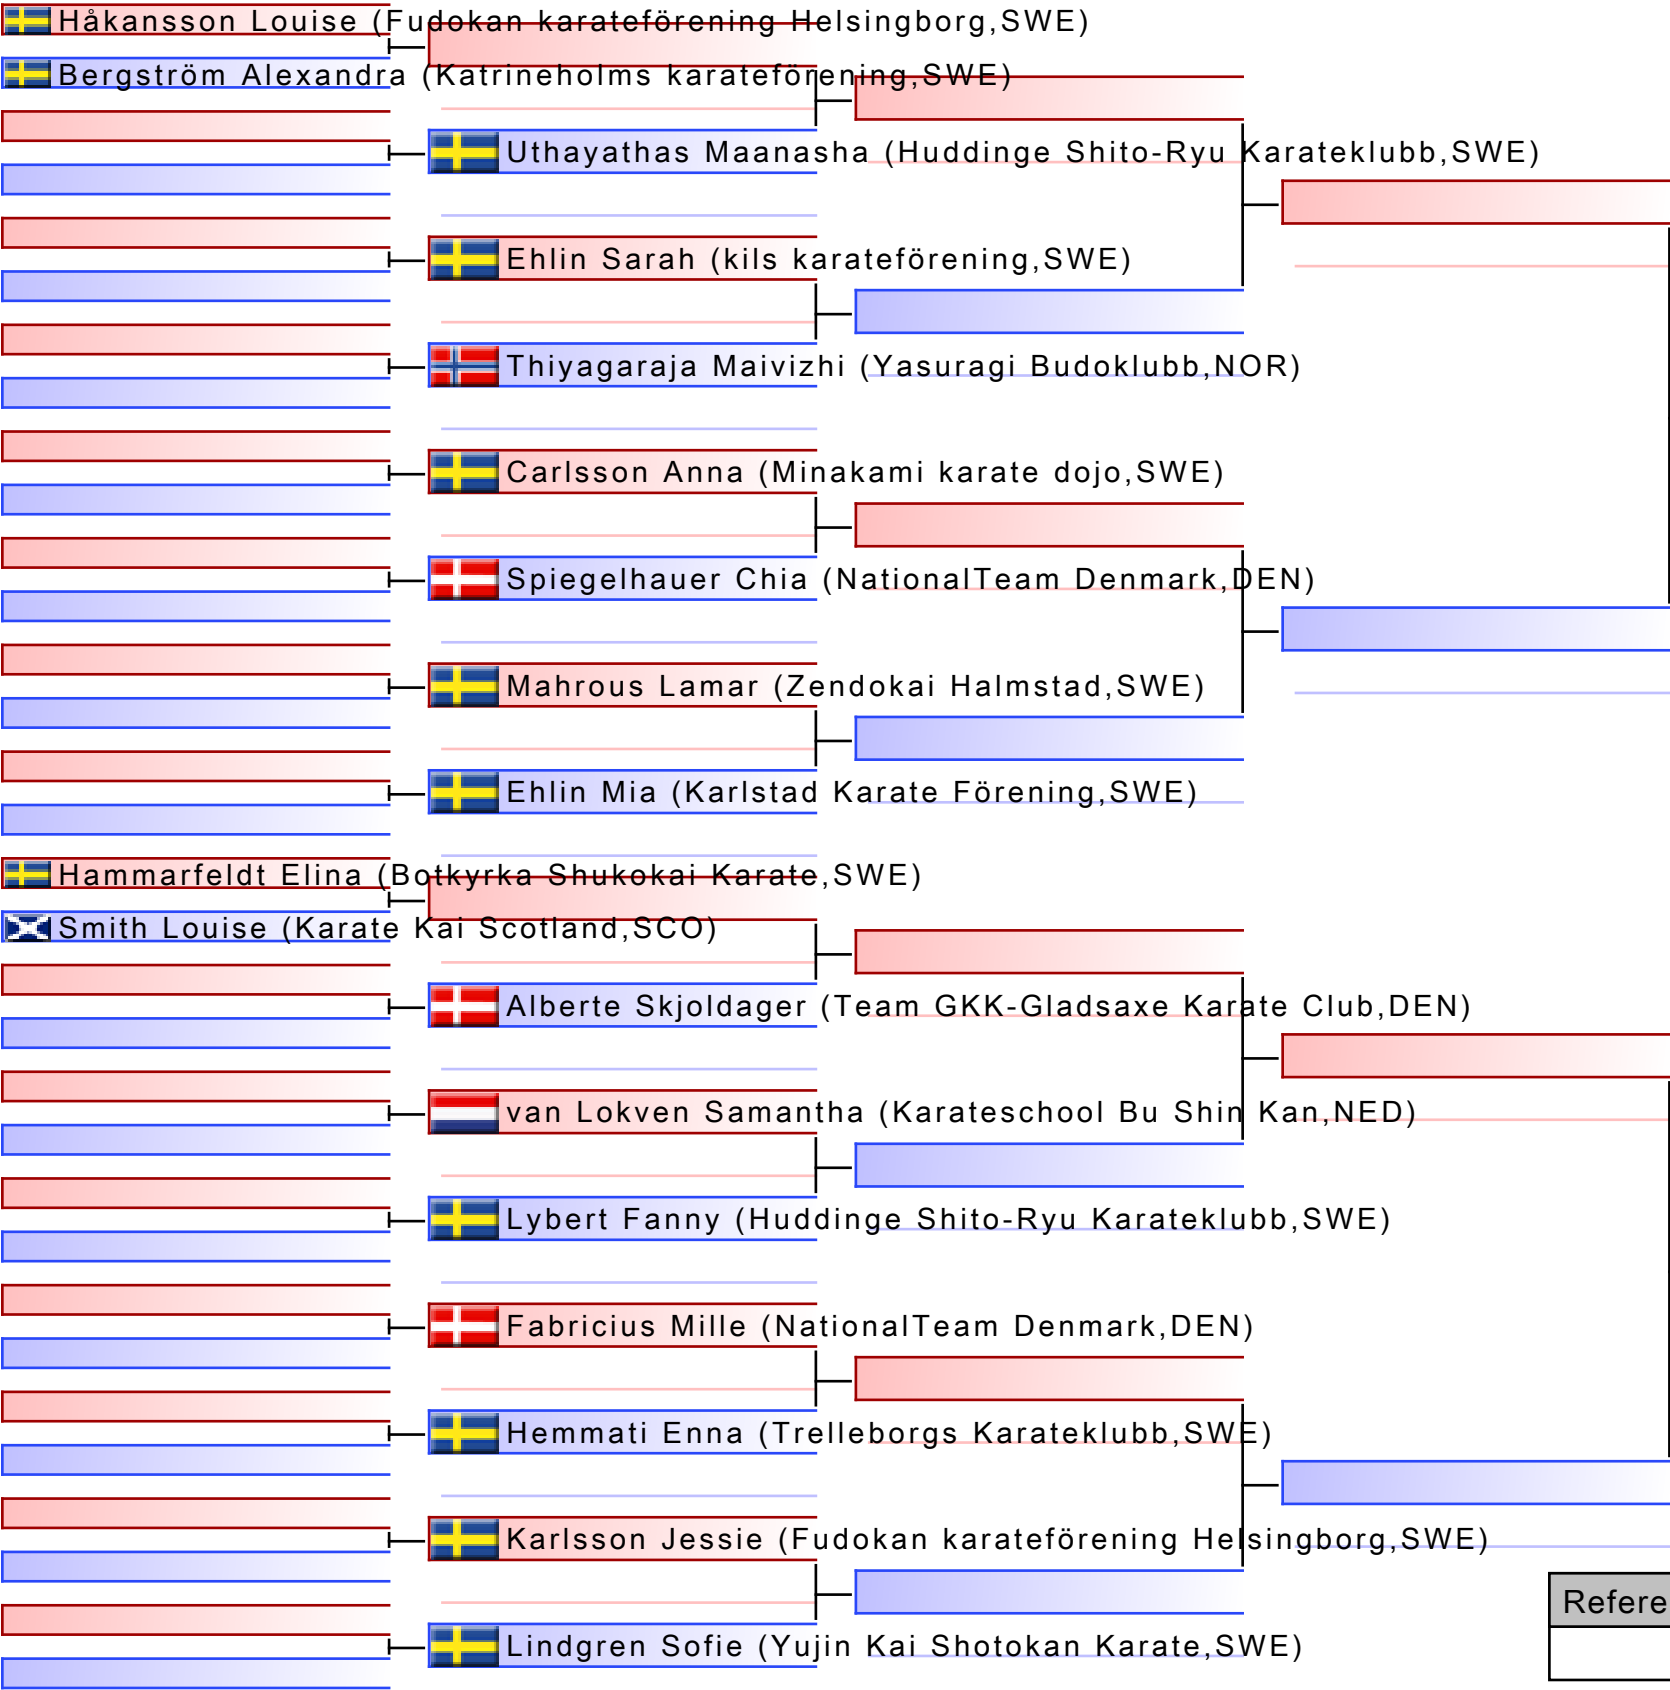 Håkansson Louise (Fudokan karateförening Helsingborg,SWE)
Bergström Alexandra (Katrineholms karateförening,SWE)
Uthayathas Maanasha (Huddinge Shito-Ryu Karateklubb,SWE)
Ehlin Sarah (kils karateförening,SWE)
Thiyagaraja Maivizhi (Yasuragi Budoklubb,NOR)
Carlsson Anna (Minakami karate dojo,SWE)
Spiegelhauer Chia (NationalTeam Denmark,DEN)
Mahrous Lamar (Zendokai Halmstad,SWE)
Ehlin Mia (Karlstad Karate Förening,SWE)
Hammarfeldt Elina (Botkyrka Shukokai Karate,SWE)
Smith Louise (Karate Kai Scotland,SCO)
Alberte Skjoldager (Team GKK-Gladsaxe Karate Club,DEN)
van Lokven Samantha (Karateschool Bu Shin Kan,NED)
Lybert Fanny (Huddinge Shito-Ryu Karateklubb,SWE)
Fabricius Mille (NationalTeam Denmark,DEN)
Hemmati Enna (Trelleborgs Karateklubb,SWE)
Karlsson Jessie (Fudokan karateförening Helsingborg,SWE)
Refere
Lindgren Sofie (Yujin Kai Shotokan Karate,SWE)